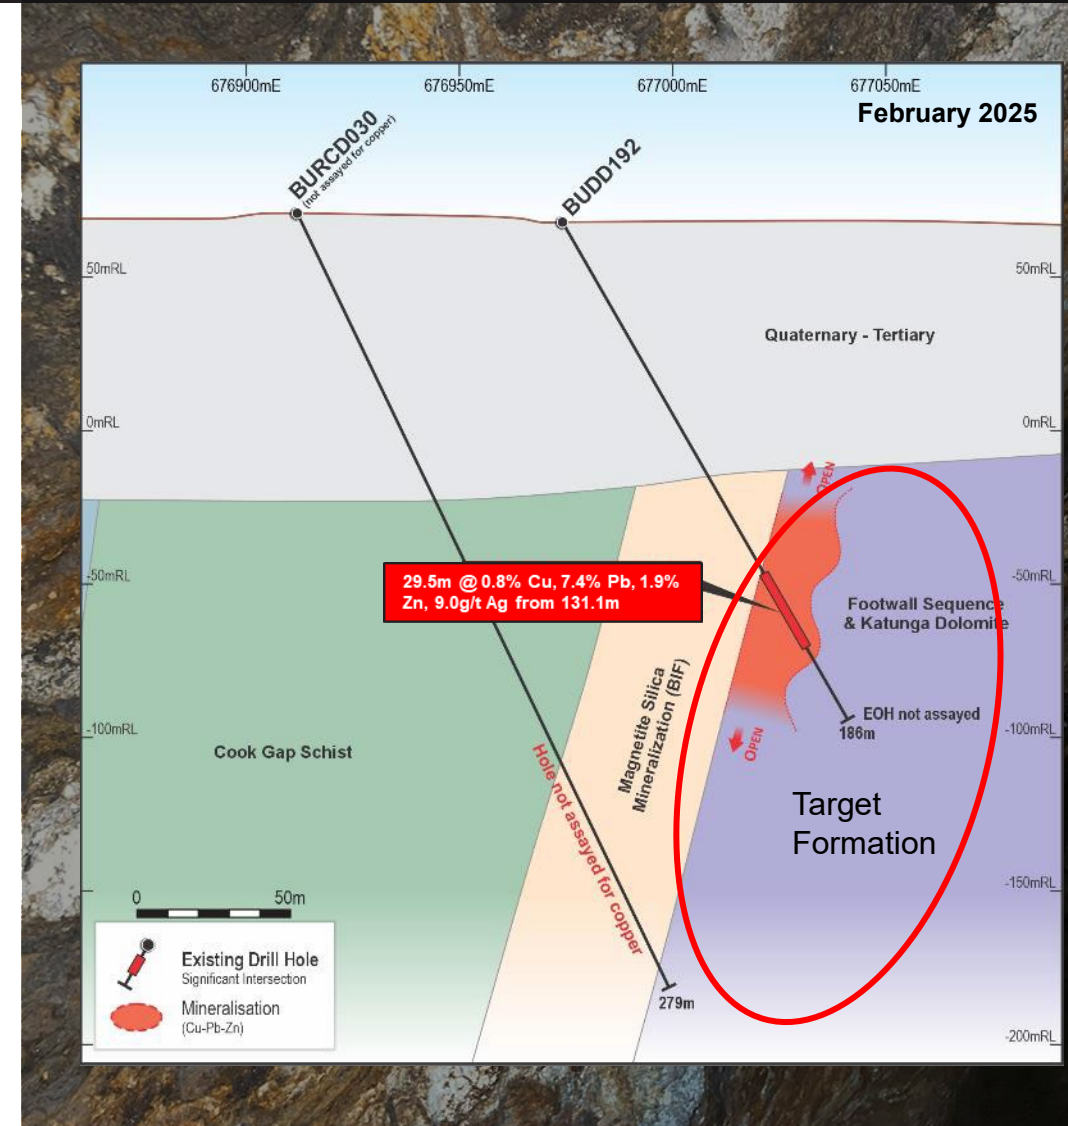 676900mE
676950mE
677000mE
677050mE
February 2025
BURCD030
(not assayed for copper)
BUDD192
50mRL
50mRL
Quaternary - Tertiary
0mRL
0mRL
OPEN
-50mRL
-50mRL
29.5m @ 0.8% Cu, 7.4% Pb, 1.9%
Zn, 9.0g/t Ag from 131.1m
Footwall Sequence
& Katunga Dolomite
Magnetite Silica
Mineralization (BIF)
EOH not assayed
186m
-100mRL
-100mRL
OPEN
Cook Gap Schist
Hole not assayed for copper
Target
Formation
-150mRL
0
50m
Existing Drill Hole
Significant Intersection
Mineralisation
(Cu-Pb-Zn)
279m
-200mRL